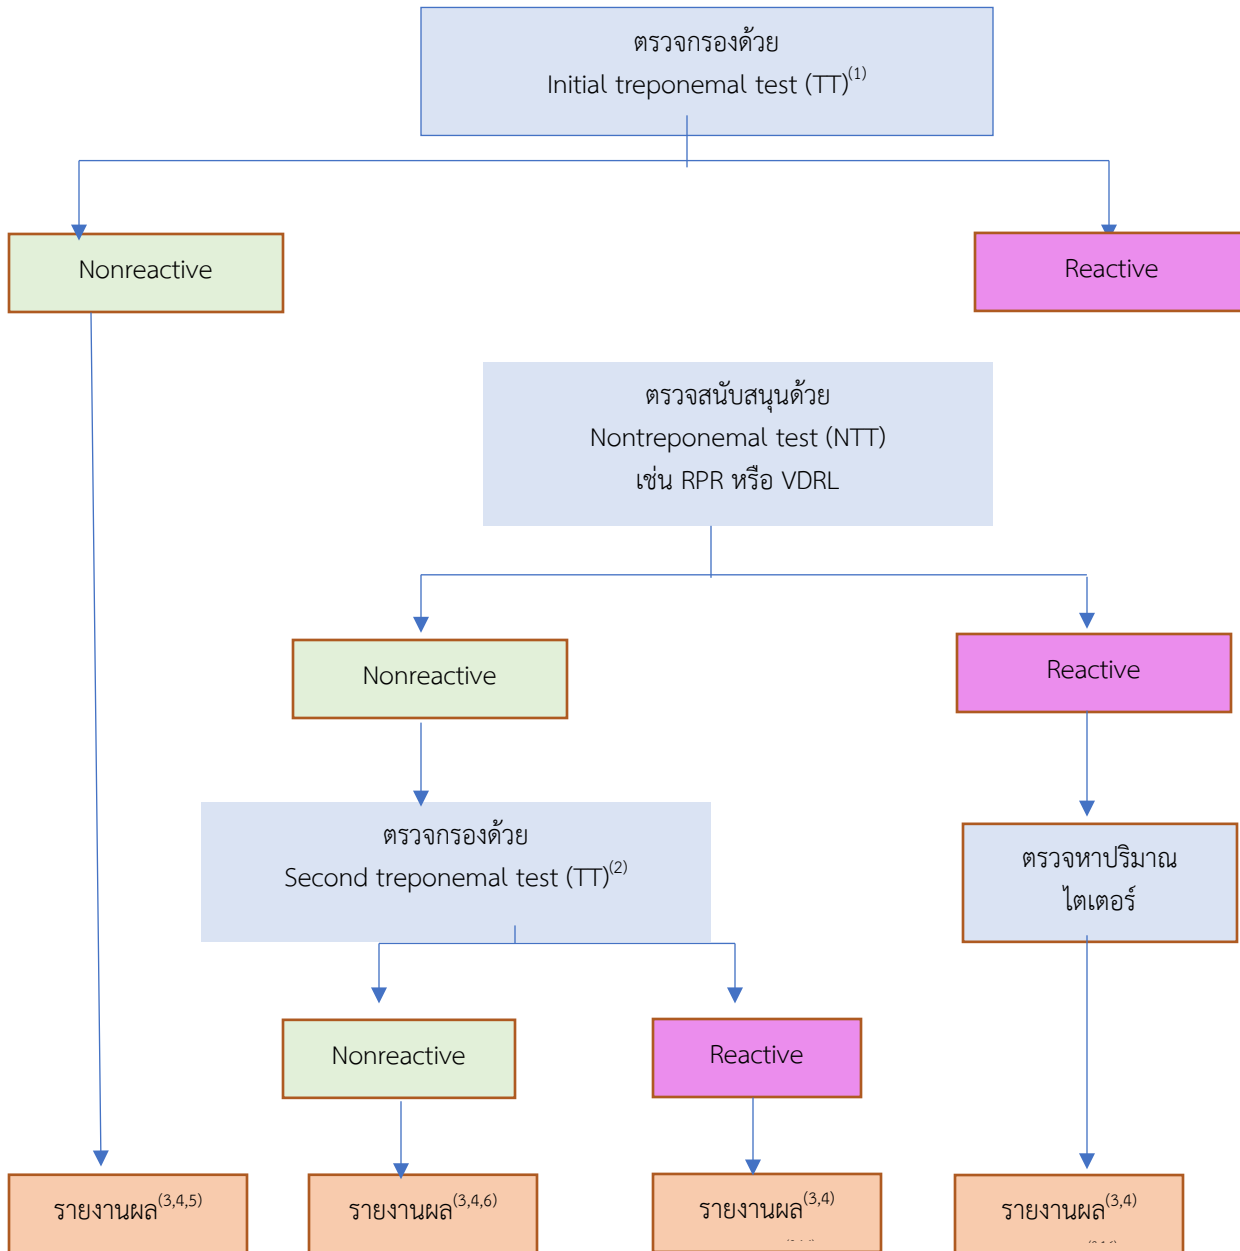 ตรวจกรองด้วย
Initial treponemal test (TT)(1)
Nonreactive
Reactive
ตรวจสนับสนุนด้วย
Nontreponemal test (NTT)
เช่น RPR หรือ VDRL
Nonreactive
Reactive
ตรวจกรองด้วย
Second treponemal test (TT)(2)
ตรวจหาปริมาณ
ไตเตอร์
Nonreactive
Reactive
รายงานผล(3,4,5)
รายงานผล(3,4,6)
รายงานผล(3,4)
รายงานผล(3,4)